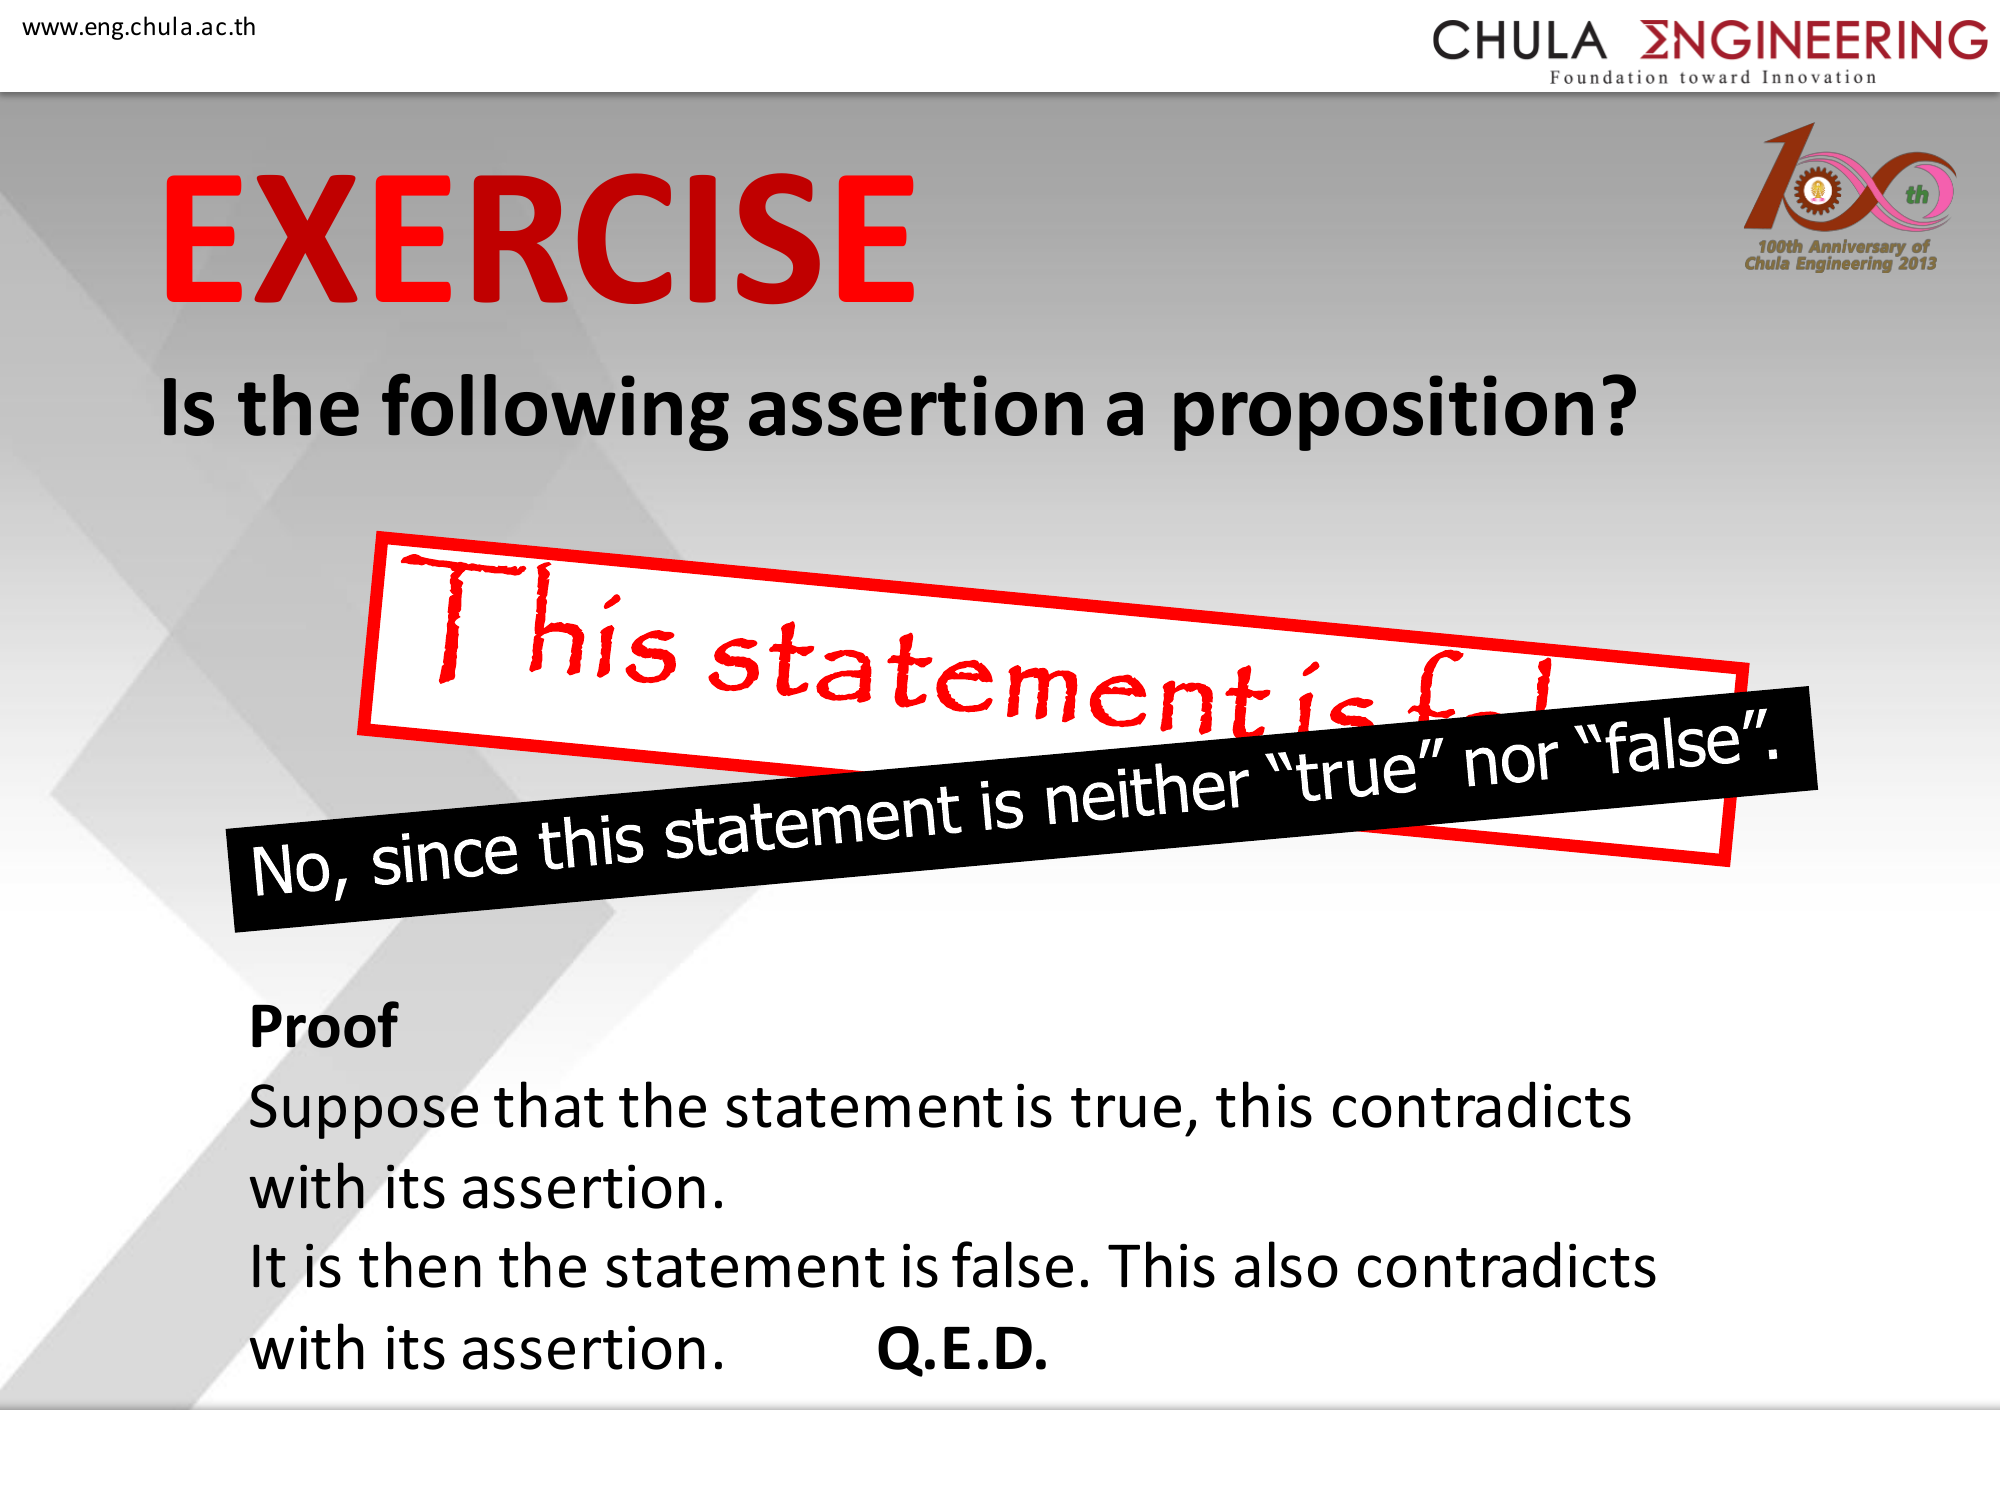 www.eng.chula.ac.th
CHULA ΣNGINEERING
Foundation toward Innovation
100th
100th Anniversary of
Chula Engineering 2013
EXERCISE
Is the following assertion a proposition?
This statement is
No, since this statement is neither “true” nor “false”.
Proof
Suppose that the statement is true, this contradicts
with its assertion.
It is then the statement is false. This also contradicts
with its assertion. Q.E.D.